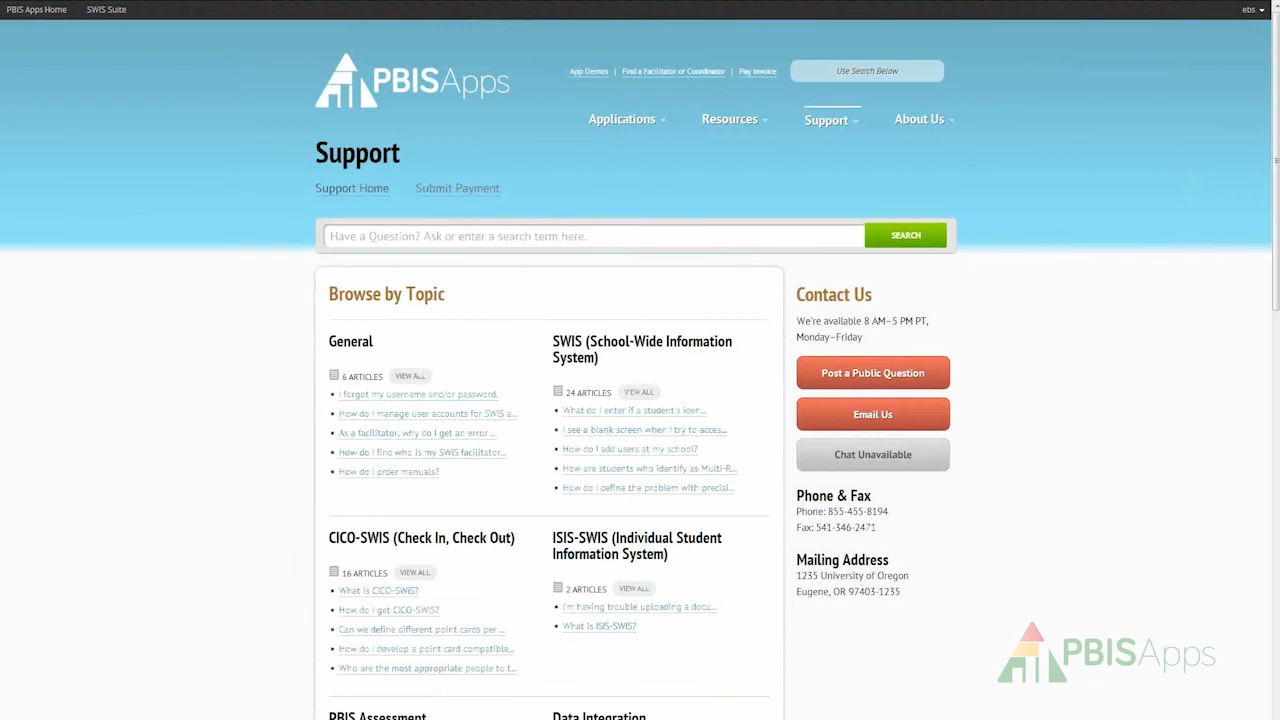 PBIS Apps Home
SWIS Suite
ebs
PBISApps
App Demos | Find a Facilitator or Coordinator | Pay Invoice
Use Search Below
Applications
Resources
Support
About Us
Support
Support Home
Submit Payment
Have a Question? Ask or enter a search term here.
SEARCH
Browse by Topic
General
6 ARTICLES
VIEW ALL
I forgot my username and/or password.
How do I manage user accounts for SWIS a...
As a facilitator, why do I get an error ...
How do I find who is my SWIS facilitator...
How do I order manuals?
SWIS (School-Wide Information
System)
24 ARTICLES
VIEW ALL
What do I enter if a student's iden...
I see a blank screen when I try to acces...
How do I add users at my school?
How are students who identify as Multi-R...
How do I define the problem with precisi...
CICO-SWIS (Check In, Check Out)
16 ARTICLES
VIEW ALL
What is CICO-SWIS?
How do I get CICO-SWIS?
Can we define different point cards per ...
How do I develop a point card compatible...
Who are the most appropriate people to t...
ISIS-SWIS (Individual Student
Information System)
2 ARTICLES
VIEW ALL
I'm having trouble uploading a docu...
What is ISIS-SWIS?
PBIS Assessment
Data Integration
Contact Us
We're available 8 AM–5 PM PT,
Monday–Friday
Post a Public Question
Email Us
Chat Unavailable
Phone & Fax
Phone: 855-455-8194
Fax: 541-346-2471
Mailing Address
1235 University of Oregon
Eugene, OR 97403-1235
PBISApps